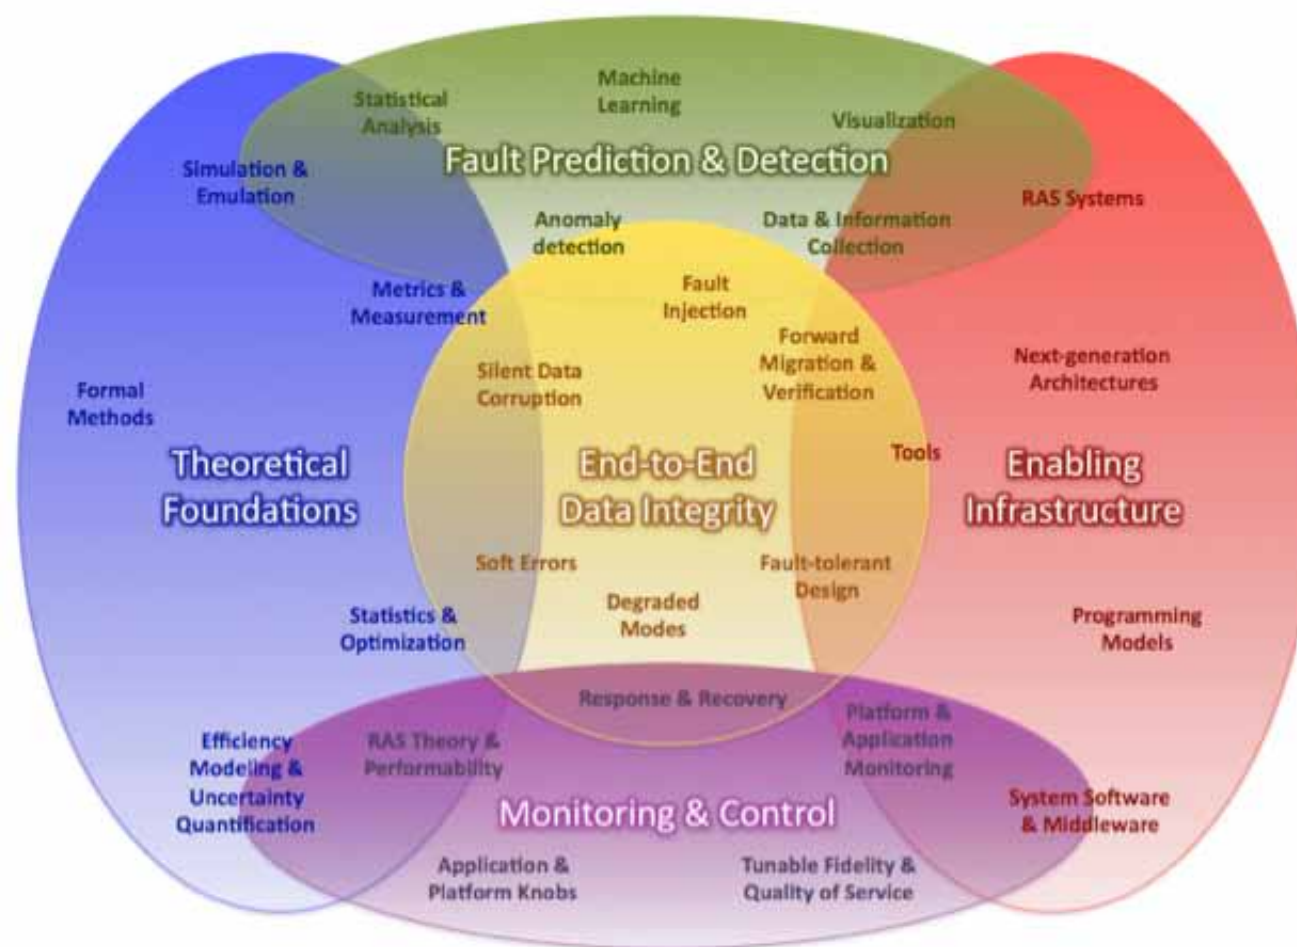 Machine
Learning
Statistical
Analysis
Visualization
Fault Prediction & Detection
Simulation &
Emulation
RAS Systems
Anomaly
detection
Data & Information
Collection
Metrics &
Measurement
Fault
Injection
Forward
Migration &
Verification
Silent Data
Corruption
Next-generation
Architectures
Formal
Methods
Tools
Theoretical
Foundations
End-to-End
Data Integrity
Enabling
Infrastructure
Soft Errors
Fault-tolerant
Design
Degraded
Modes
Statistics &
Optimization
Programming
Models
Response & Recovery
Platform &
Application
Monitoring
Efficiency
Modeling &
Uncertainty
Quantification
RAS Theory &
Performability
Monitoring & Control
System Software
& Middleware
Application &
Platform Knobs
Tunable Fidelity &
Quality of Service